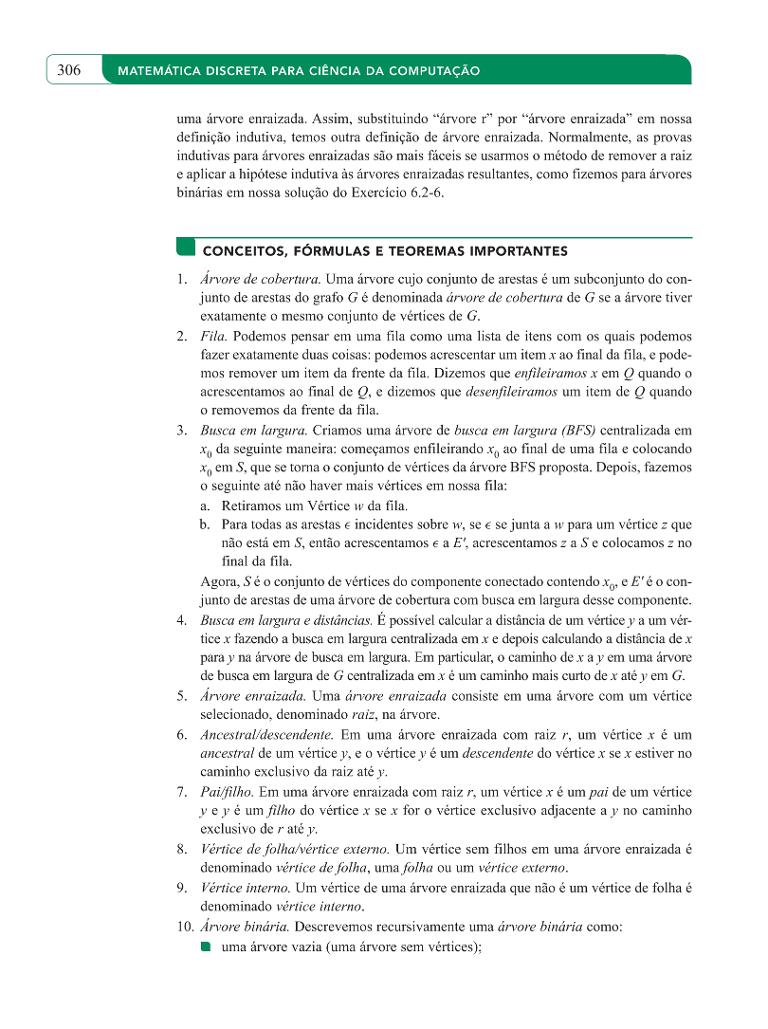 306
MATEMÁTICA DISCRETA PARA CIÊNCIA DA COMPUTAÇÃO
uma árvore enraizada. Assim, substituindo “árvore r” por “árvore enraizada” em nossa
definição indutiva, temos outra definição de árvore enraizada. Normalmente, as provas
indutivas para árvores enraizadas são mais fáceis se usarmos o método de remover a raiz
e aplicar a hipótese indutiva às árvores enraizadas resultantes, como fizemos para árvores
binárias em nossa solução do Exercício 6.2-6.
CONCEITOS, FÓRMULAS E TEOREMAS IMPORTANTES
1. Árvore de cobertura. Uma árvore cujo conjunto de arestas é um subconjunto do con-
junto de arestas do grafo G é denominada árvore de cobertura de G se a árvore tiver
exatamente o mesmo conjunto de vértices de G.
2. Fila. Podemos pensar em uma fila como uma lista de itens com os quais podemos
fazer exatamente duas coisas: podemos acrescentar um item x ao final da fila, e pode-
mos remover um item da frente da fila. Dizemos que enfileiramos x em Q quando o
acrescentamos ao final de Q, e dizemos que desenfileiramos um item de Q quando
o removemos da frente da fila.
3. Busca em largura. Criamos uma árvore de busca em largura (BFS) centralizada em
x₀ da seguinte maneira: começamos enfileirando x₀ ao final de uma fila e colocando
x₀ em S, que se torna o conjunto de vértices da árvore BFS proposta. Depois, fazemos
o seguinte até não haver mais vértices em nossa fila:
a. Retiramos um Vértice w da fila.
b. Para todas as arestas ϵ incidentes sobre w, se ϵ se junta a w para um vértice z que
não está em S, então acrescentamos ϵ a E', acrescentamos z a S e colocamos z no
final da fila.
Agora, S é o conjunto de vértices do componente conectado contendo x₀, e E' é o con-
junto de arestas de uma árvore de cobertura com busca em largura desse componente.
4. Busca em largura e distâncias. É possível calcular a distância de um vértice y a um vér-
tice x fazendo a busca em largura centralizada em x e depois calculando a distância de x
para y na árvore de busca em largura. Em particular, o caminho de x a y em uma árvore
de busca em largura de G centralizada em x é um caminho mais curto de x até y em G.
5. Árvore enraizada. Uma árvore enraizada consiste em uma árvore com um vértice
selecionado, denominado raiz, na árvore.
6. Ancestral/descendente. Em uma árvore enraizada com raiz r, um vértice x é um
ancestral de um vértice y, e o vértice y é um descendente do vértice x se x estiver no
caminho exclusivo da raiz até y.
7. Pai/filho. Em uma árvore enraizada com raiz r, um vértice x é um pai de um vértice
y e y é um filho do vértice x se x for o vértice exclusivo adjacente a y no caminho
exclusivo de r até y.
8. Vértice de folha/vértice externo. Um vértice sem filhos em uma árvore enraizada é
denominado vértice de folha, uma folha ou um vértice externo.
9. Vértice interno. Um vértice de uma árvore enraizada que não é um vértice de folha é
denominado vértice interno.
10. Árvore binária. Descrevemos recursivamente uma árvore binária como:
uma árvore vazia (uma árvore sem vértices);